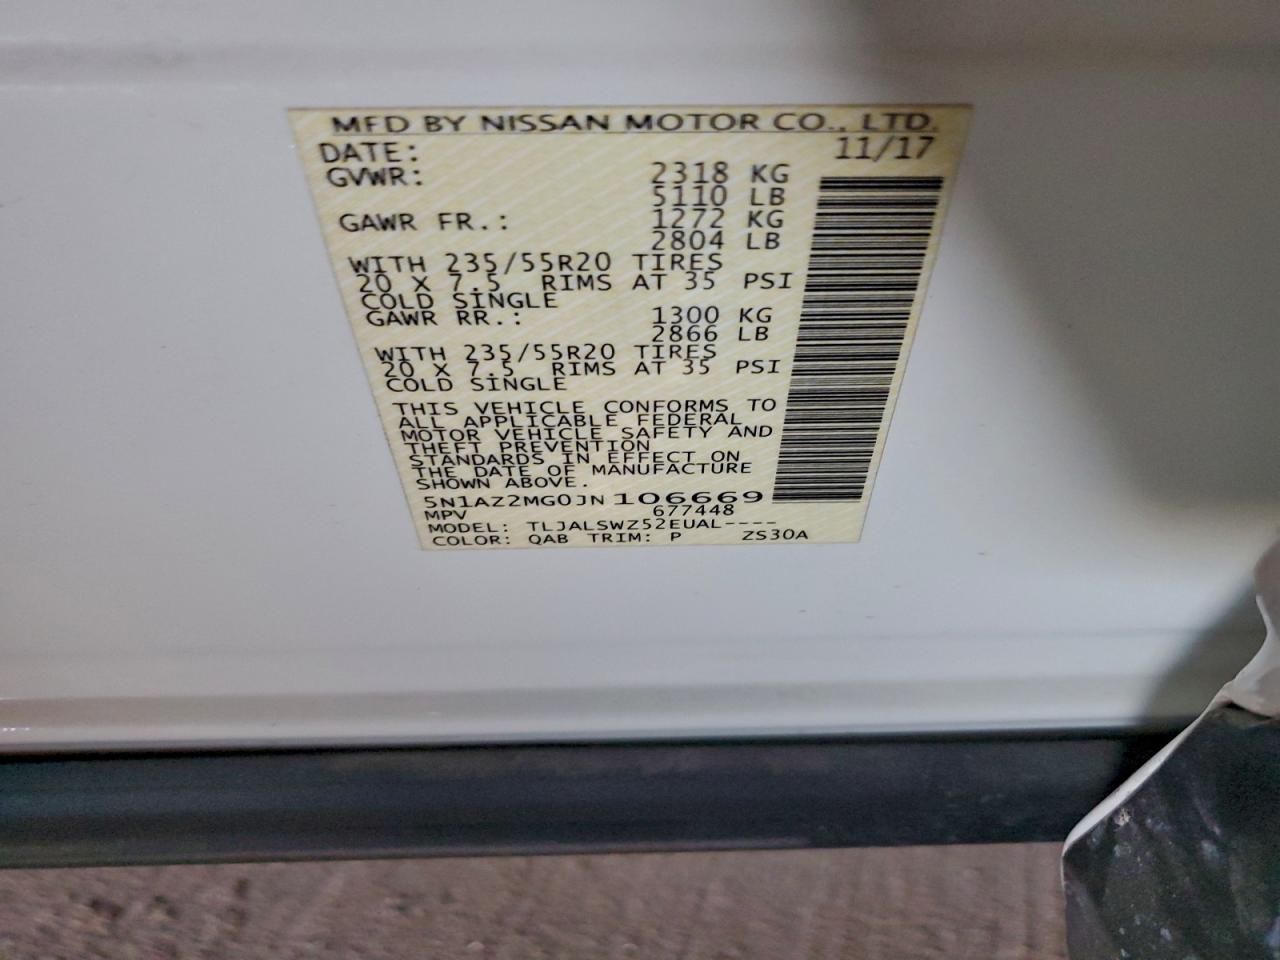 MFD BY NISSAN MOTOR CO., LTD.
DATE: 11/17
GVWR: 2318 KG
5110 LB
GAWR FR.: 1272 KG
2804 LB
WITH 235/55R20 TIRES
20 X 7.5 RIMS AT 35 PSI
COLD SINGLE
GAWR RR.: 1300 KG
2866 LB
WITH 235/55R20 TIRES
20 X 7.5 RIMS AT 35 PSI
COLD SINGLE
THIS VEHICLE CONFORMS TO
ALL APPLICABLE FEDERAL
MOTOR VEHICLE SAFETY AND
THEFT PREVENTION
STANDARDS IN EFFECT ON
THE DATE OF MANUFACTURE
SHOWN ABOVE.
5N1AZ2MG0JN106669
MPV 677448
MODEL: TLJALSWZ52EUAL----
COLOR: QAB TRIM: P ZS30A